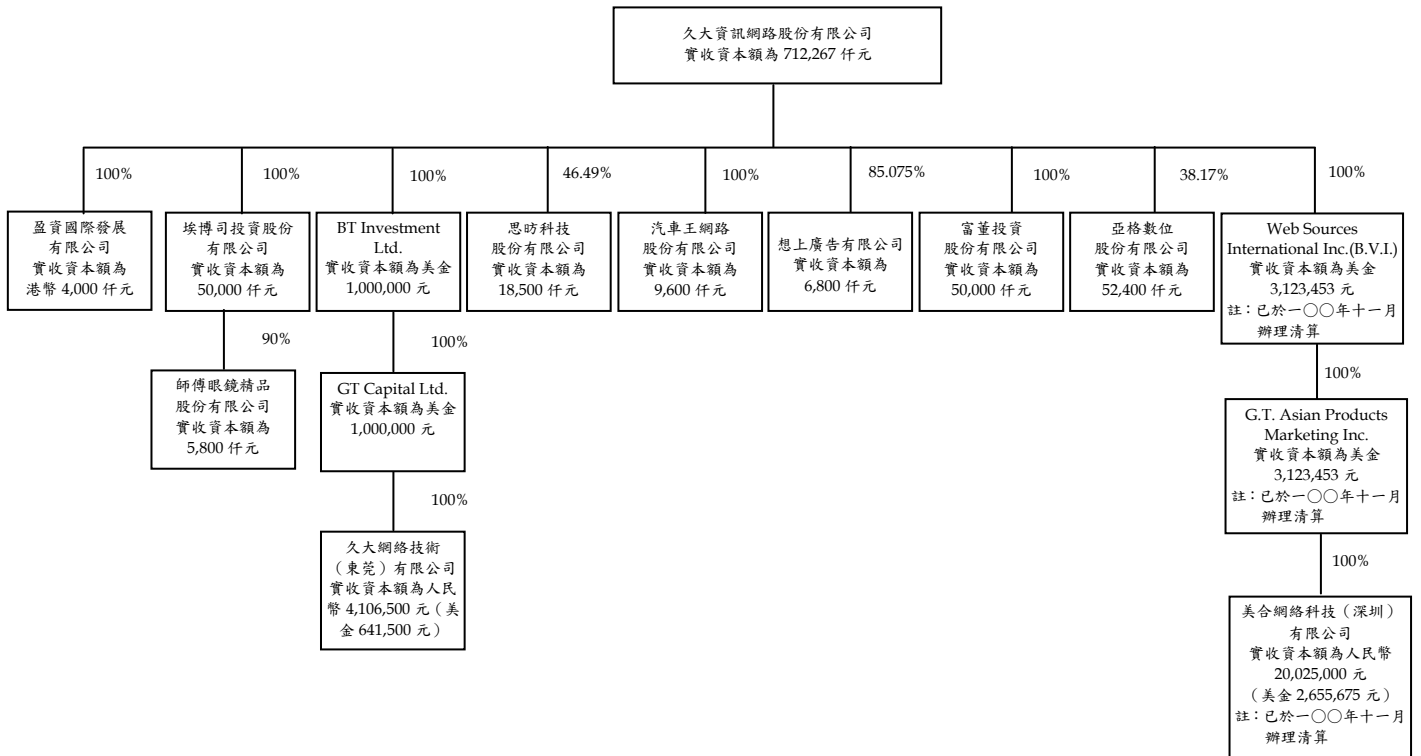 久大資訊網路股份有限公司
實收資本額為 712,267 仟元
100%
100%
100%
46.49%
100%
85.075%
100%
38.17%
100%
盈資國際發展
有限公司
實收資本額為
港幣 4,000 仟元
埃博司投資股份
有限公司
實收資本額為
50,000 仟元
BT Investment
Ltd.
實收資本額為美金
1,000,000 元
思昉科技
股份有限公司
實收資本額為
18,500 仟元
汽車王網路
股份有限公司
實收資本額為
9,600 仟元
想上廣告有限公司
實收資本額為
6,800 仟元
富董投資
股份有限公司
實收資本額為
50,000 仟元
亞格數位
股份有限公司
實收資本額為
52,400 仟元
Web Sources
International Inc.(B.V.I.)
實收資本額為美金
3,123,453 元
註：已於一○○年十一月
辦理清算
90%
100%
100%
師傅眼鏡精品
股份有限公司
實收資本額為
5,800 仟元
GT Capital Ltd.
實收資本額為美金
1,000,000 元
G.T. Asian Products
Marketing Inc.
實收資本額為美金
3,123,453 元
註：已於一○○年十一月
辦理清算
100%
100%
久大網絡技術
（東莞）有限公司
實收資本額為人民
幣 4,106,500 元（美
金 641,500 元）
美合網絡科技（深圳）
有限公司
實收資本額為人民幣
20,025,000 元
（美金 2,655,675 元）
註：已於一○○年十一月
辦理清算